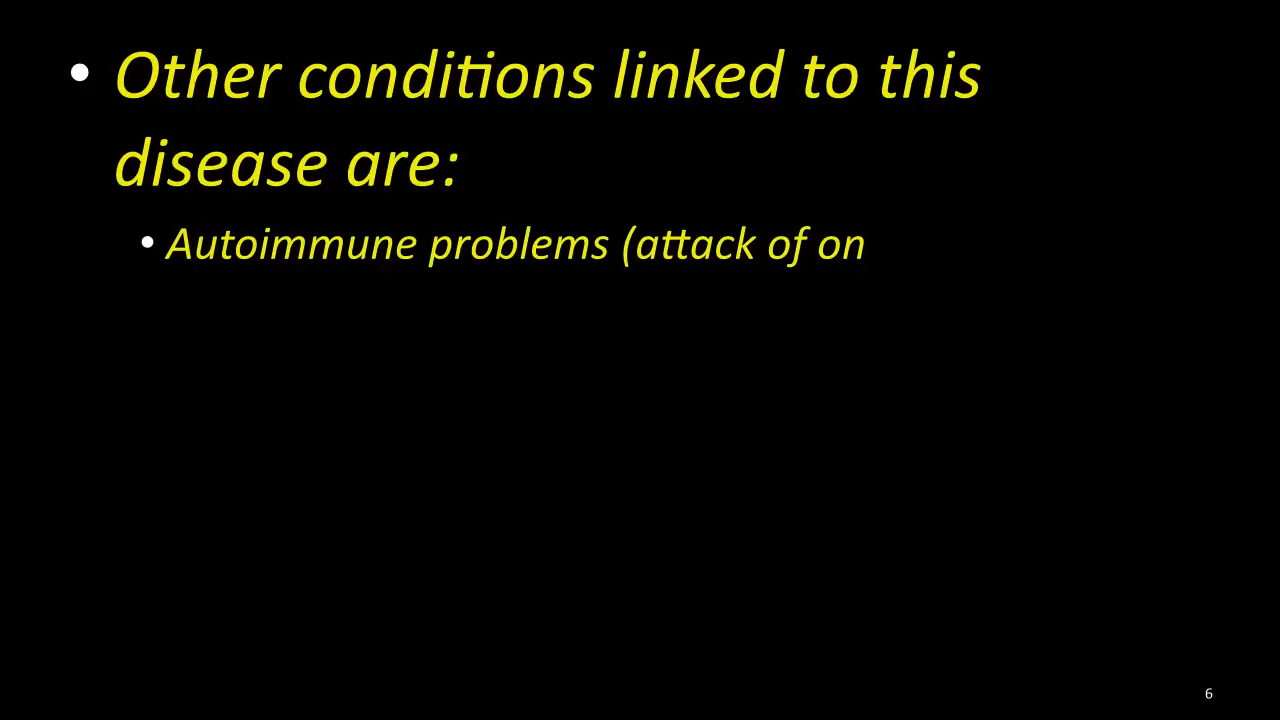 • Other conditions linked to this
disease are:
• Autoimmune problems (attack of on
6